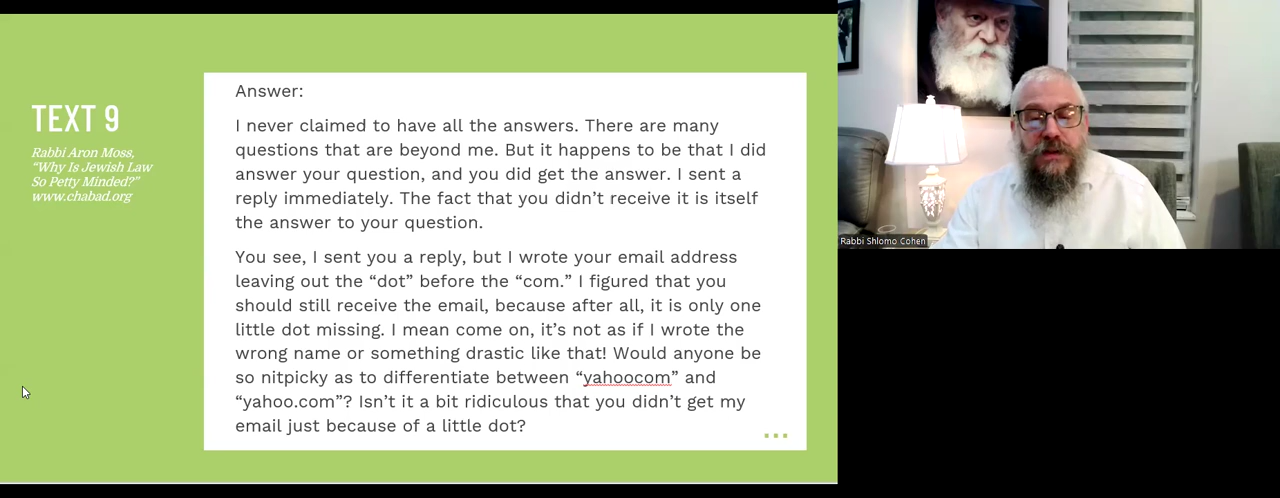 TEXT 9
Rabbi Aron Moss,
“Why Is Jewish Law
So Petty Minded?”
www.chabad.org
Answer:
I never claimed to have all the answers. There are many
questions that are beyond me. But it happens to be that I did
answer your question, and you did get the answer. I sent a
reply immediately. The fact that you didn’t receive it is itself
the answer to your question.
You see, I sent you a reply, but I wrote your email address
leaving out the “dot” before the “com.” I figured that you
should still receive the email, because after all, it is only one
little dot missing. I mean come on, it’s not as if I wrote the
wrong name or something drastic like that! Would anyone be
so nitpicky as to differentiate between “yahoocom” and
“yahoo.com”? Isn’t it a bit ridiculous that you didn’t get my
email just because of a little dot?
...
Rabbi Shlomo Cohen